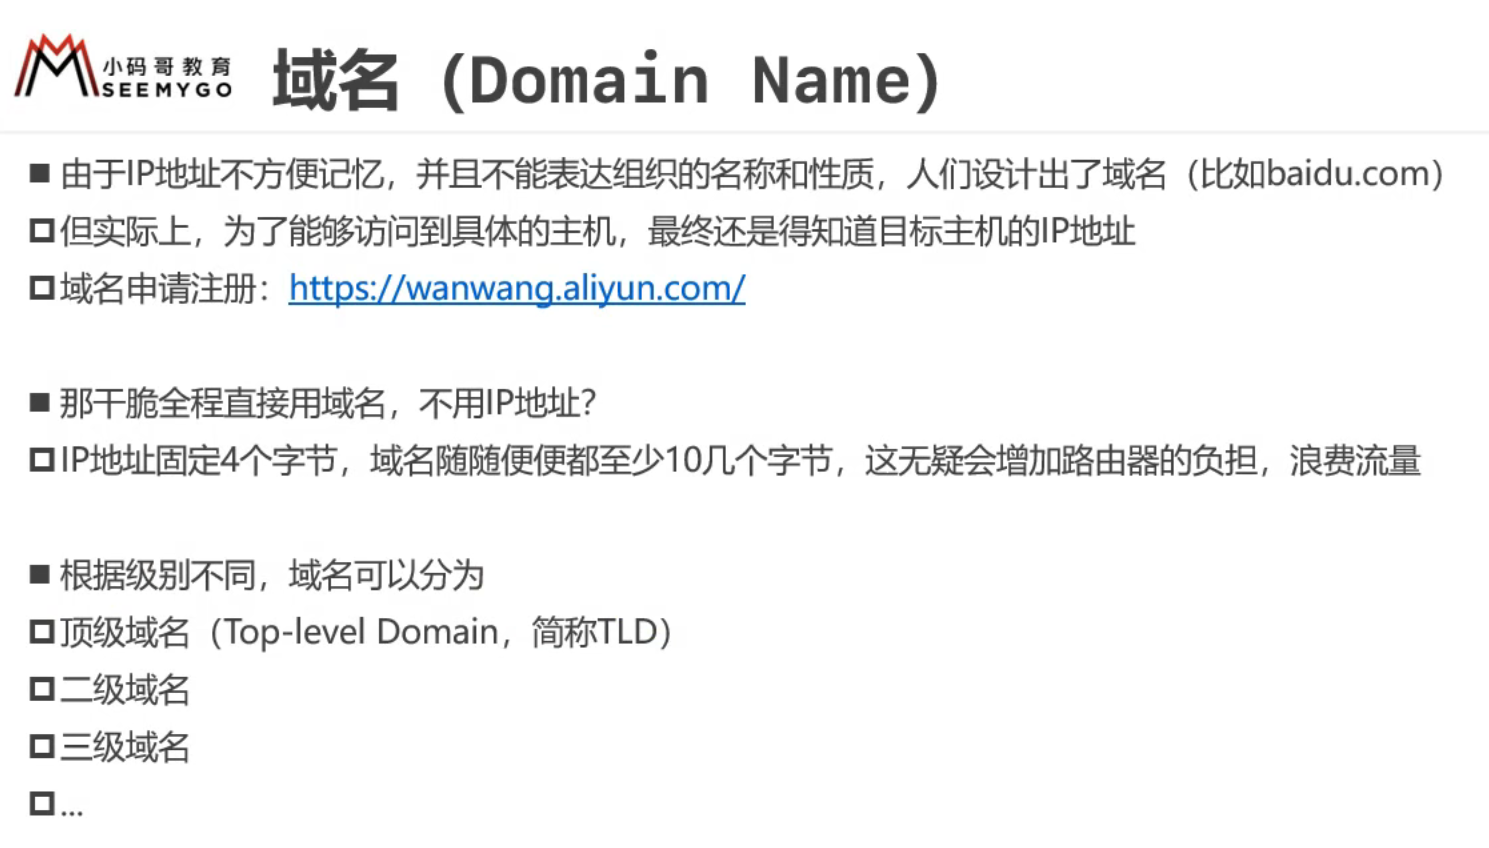 小码哥教育
SEEMYGO
域名（Domain Name）
■ 由于IP地址不方便记忆，并且不能表达组织的名称和性质，人们设计出了域名（比如baidu.com）
但实际上，为了能够访问到具体的主机，最终还是得知道目标主机的IP地址
域名申请注册：https://wanwang.aliyun.com/
■ 那干脆全程直接用域名，不用IP地址？
IP地址固定4个字节，域名随随便便都至少10几个字节，这无疑会增加路由器的负担，浪费流量
■ 根据级别不同，域名可以分为
顶级域名（Top-level Domain，简称TLD）
二级域名
三级域名
...